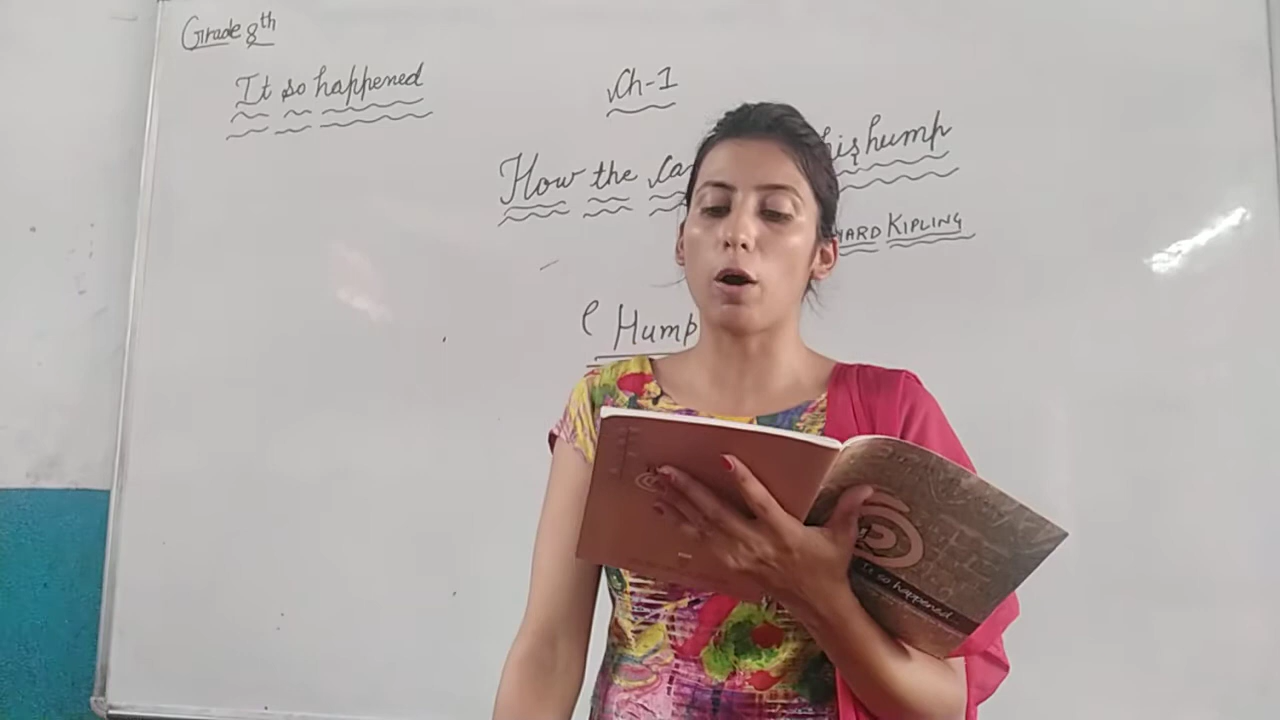 Grade 8th
It so happened
Ch-1
How the his hump
KIPLING
( Hump
It so happened...